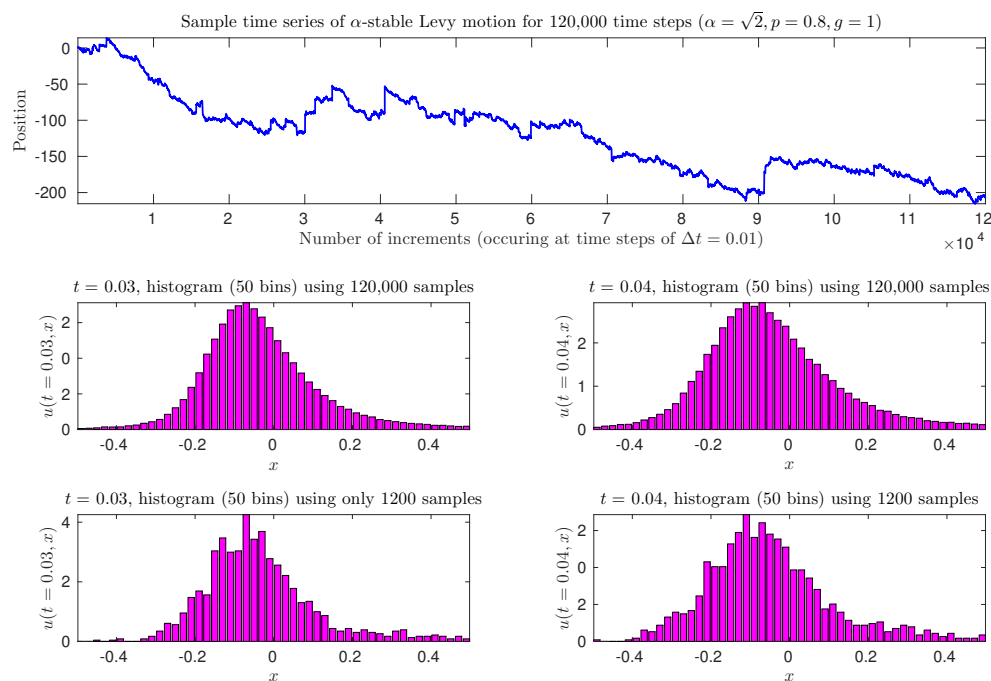 Sample time series of α-stable Levy motion for 120,000 time steps (α = √2, p = 0.8, g = 1)
0
-50
-100
-150
-200
Position
1 2 3 4 5 6 7 8 9 10 11 12
Number of increments (occuring at time steps of Δt = 0.01)
×10⁴
t = 0.03, histogram (50 bins) using 120,000 samples
2
0
2
0
u(t = 0.03, x)
-0.4 -0.2 0 0.2 0.4
x
t = 0.04, histogram (50 bins) using 120,000 samples
2
1
0
u(t = 0.04, x)
-0.4 -0.2 0 0.2 0.4
x
t = 0.03, histogram (50 bins) using only 1200 samples
4
2
0
u(t = 0.03, x)
-0.4 -0.2 0 0.2 0.4
x
t = 0.04, histogram (50 bins) using 1200 samples
2
0
2
0
u(t = 0.04, x)
-0.4 -0.2 0 0.2 0.4
x